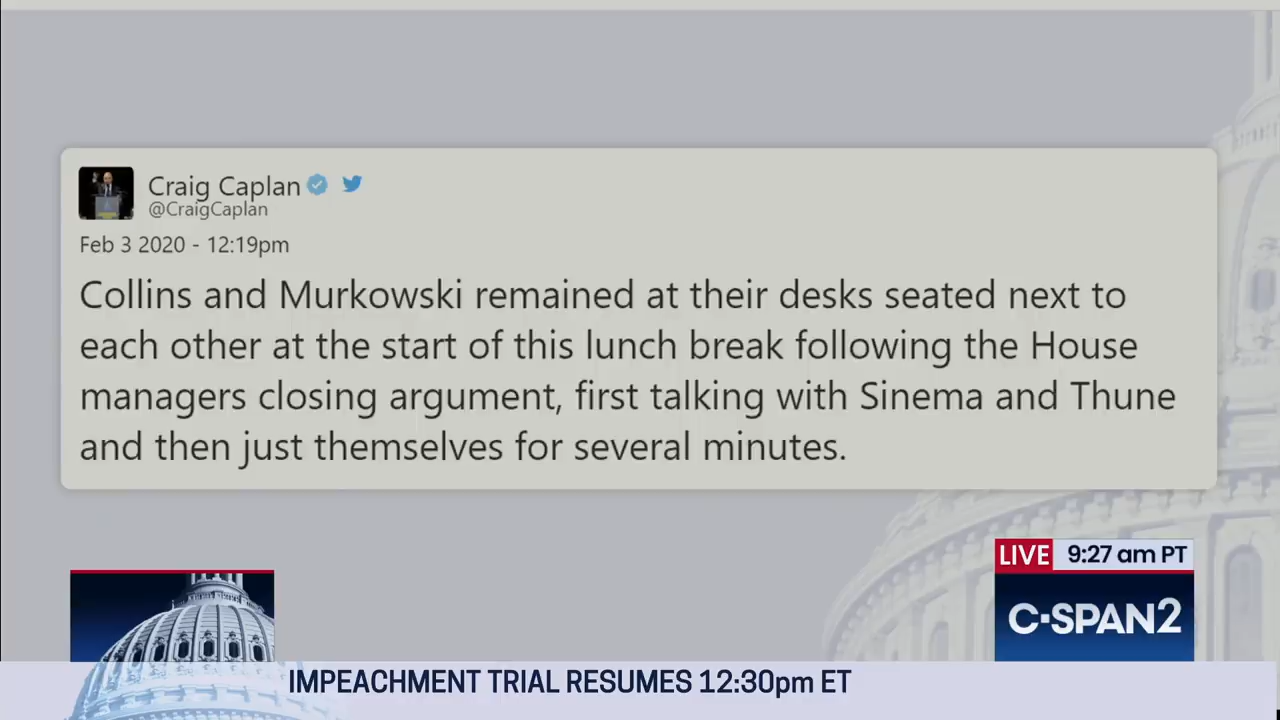 Craig Caplan
@CraigCaplan
Feb 3 2020 - 12:19pm
Collins and Murkowski remained at their desks seated next to
each other at the start of this lunch break following the House
managers closing argument, first talking with Sinema and Thune
and then just themselves for several minutes.
LIVE 9:27 am PT
C-SPAN2
IMPEACHMENT TRIAL RESUMES 12:30pm ET